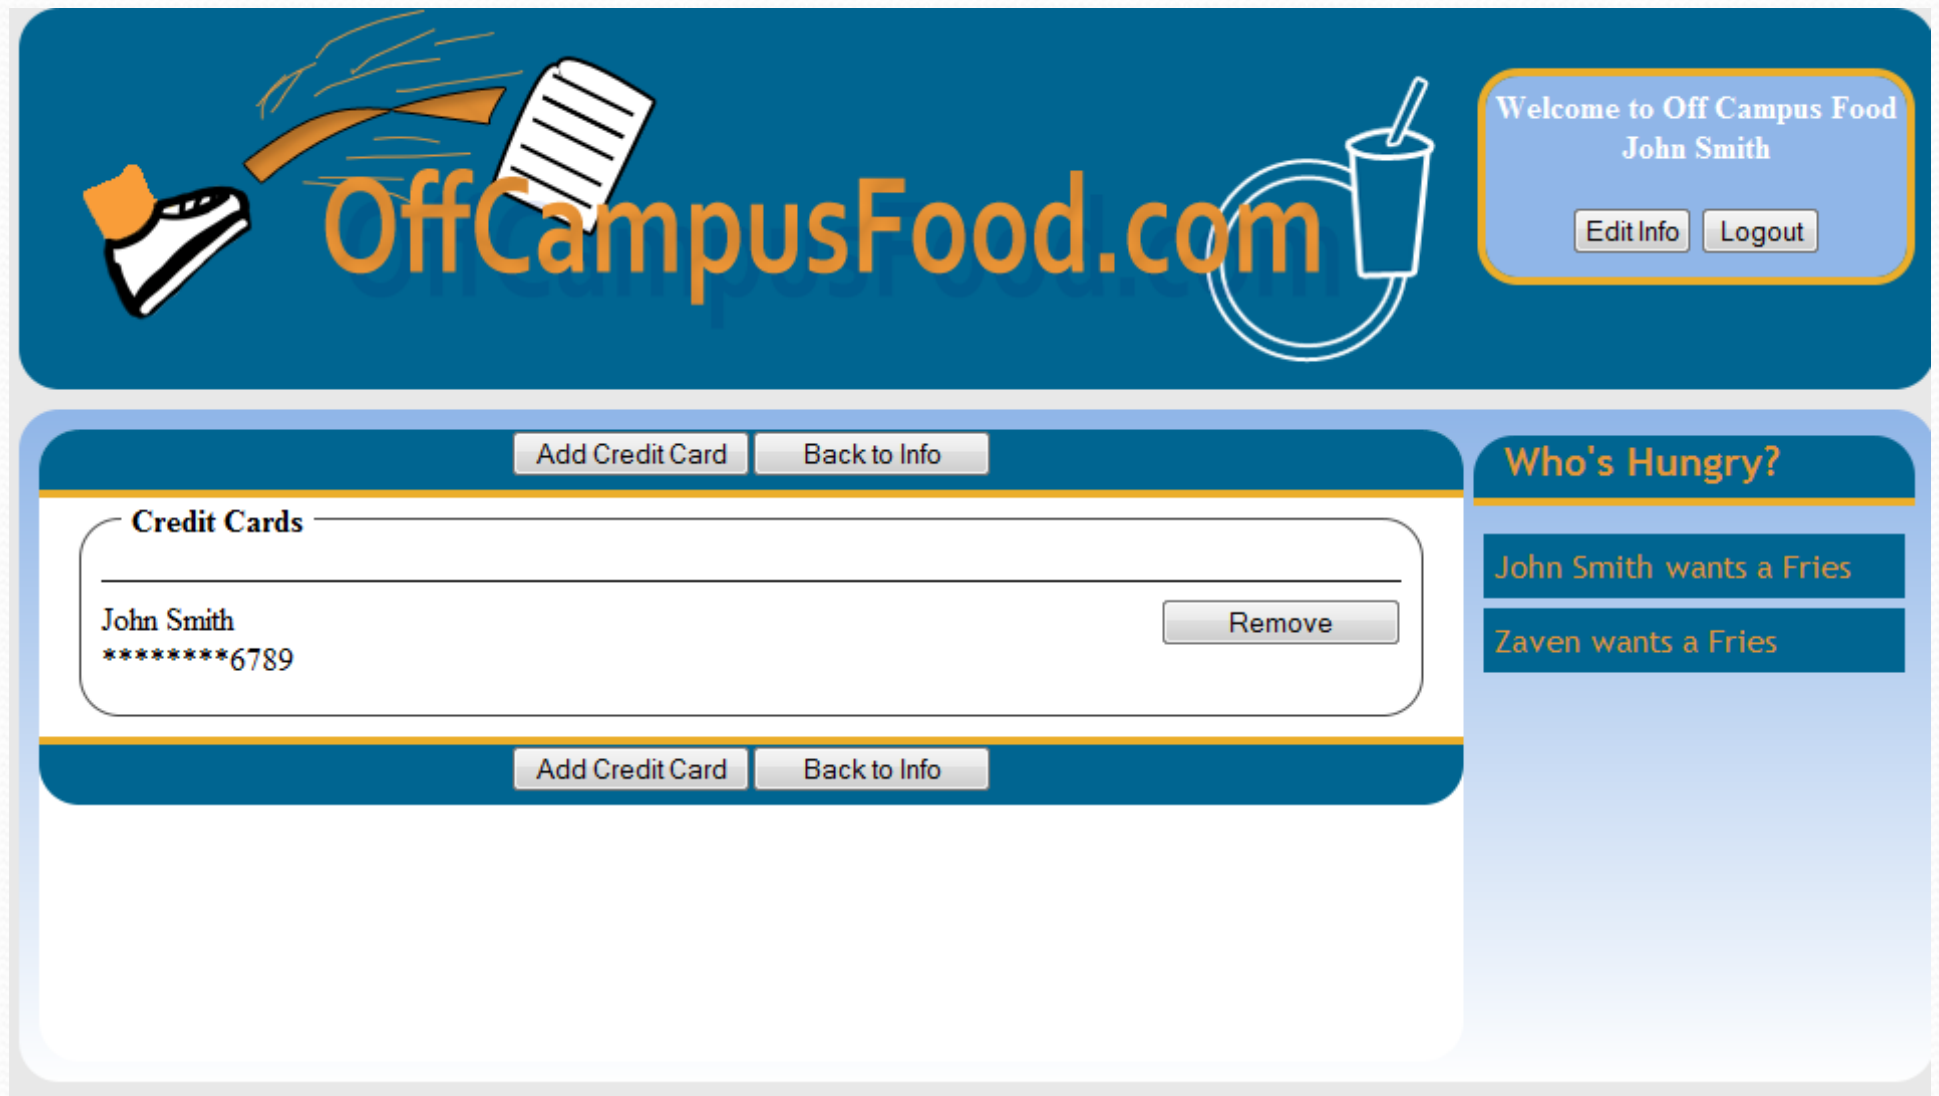 OffCampusFood.com
Welcome to Off Campus Food
John Smith
Edit Info Logout
Add Credit Card Back to Info
Credit Cards
John Smith
********6789
Remove
Add Credit Card Back to Info
Who's Hungry?
John Smith wants a Fries
Zaven wants a Fries